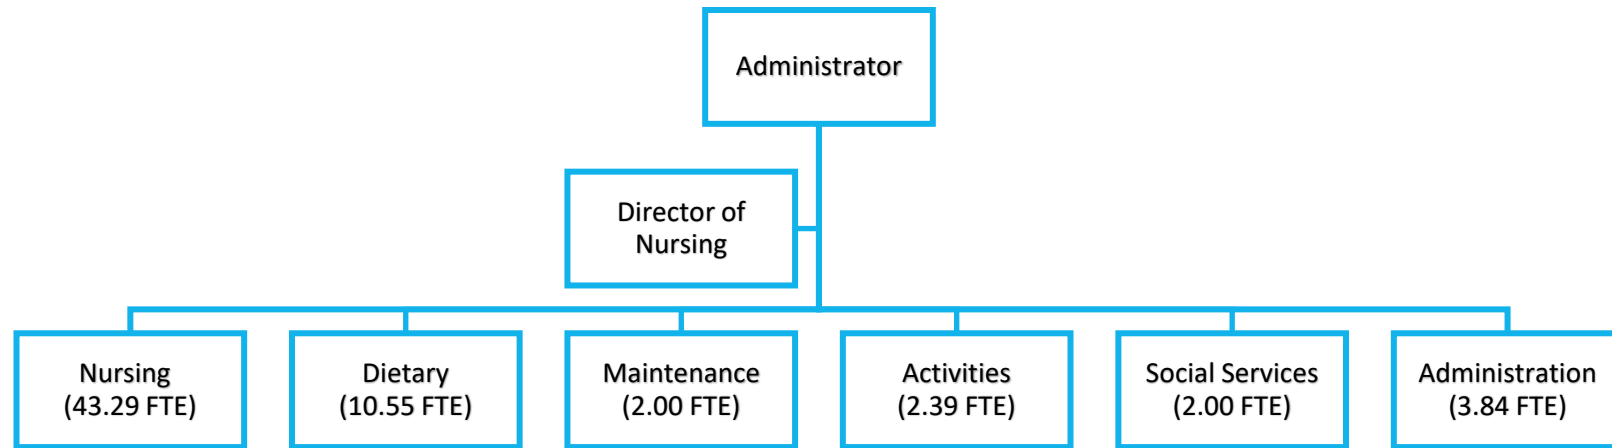 Administrator
Director of
Nursing
Nursing
(43.29 FTE)
Dietary
(10.55 FTE)
Maintenance
(2.00 FTE)
Activities
(2.39 FTE)
Social Services
(2.00 FTE)
Administration
(3.84 FTE)